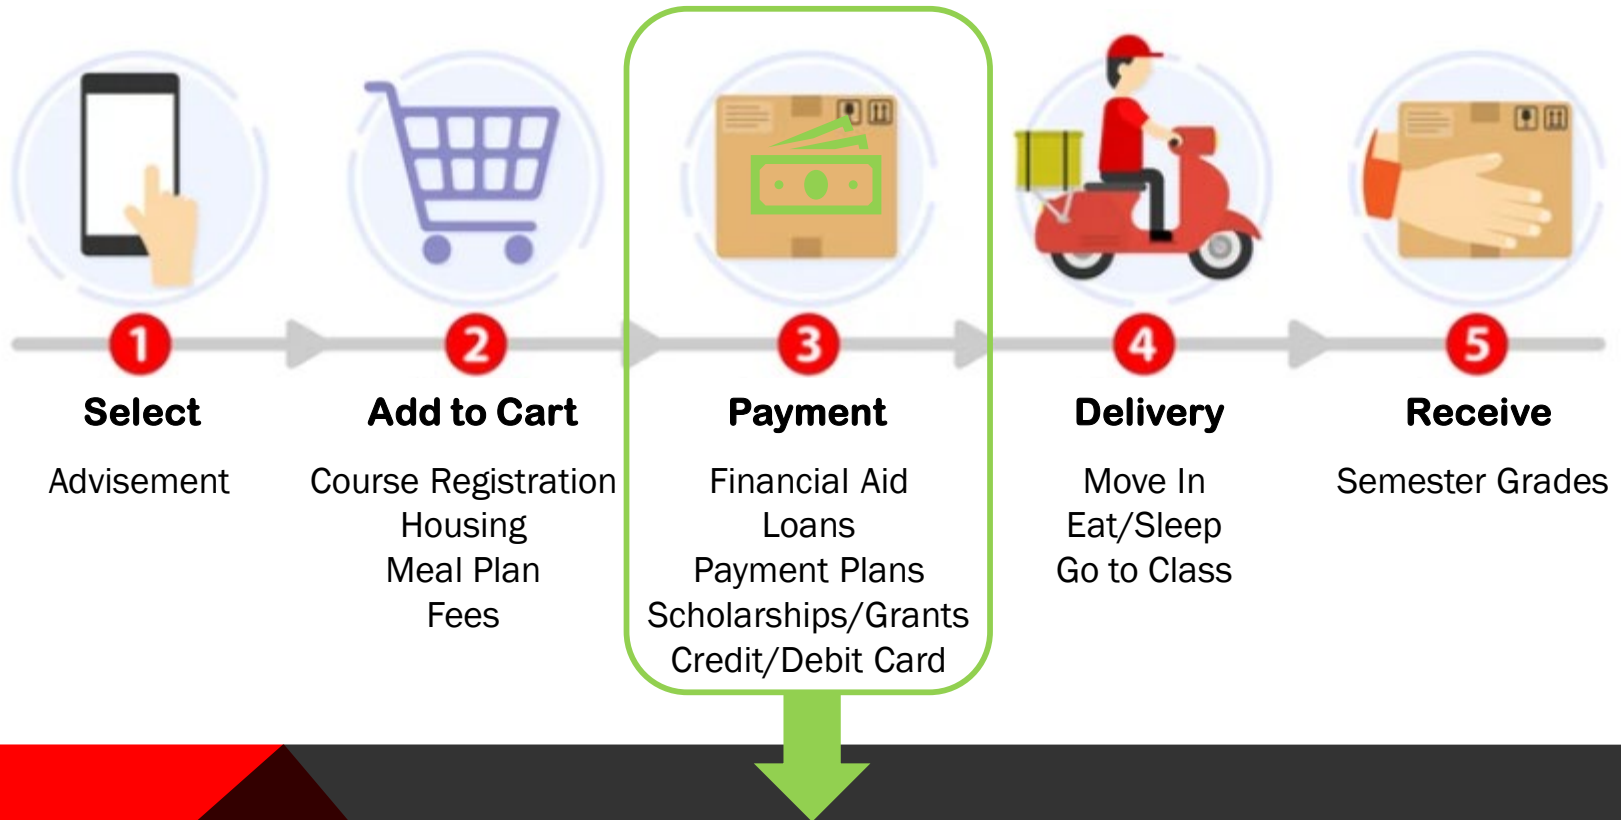 1
Select
Advisement
2
Add to Cart
Course Registration
Housing
Meal Plan
Fees
3
Payment
Financial Aid
Loans
Payment Plans
Scholarships/Grants
Credit/Debit Card
4
Delivery
Move In
Eat/Sleep
Go to Class
5
Receive
Semester Grades